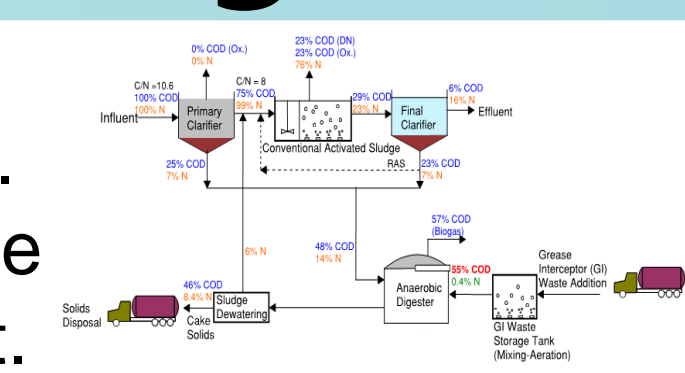 0% COD (Ox.)
0% N
23% COD (DN)
23% COD (Ox.)
76% N
C/N =10.6
100% COD
100% N
Influent
Primary
Clarifier
C/N = 8
75% COD
99% N
Conventional Activated Sludge
29% COD
23% N
Final
Clarifier
6% COD
16% N
Effluent
25% COD
7% N
RAS
23% COD
7% N
.
e
t.
6% N
48% COD
14% N
57% COD
(Biogas)
Anaerobic
Digester
55% COD
0.4% N
Grease
Interceptor (GI)
Waste Addition
GI Waste
Storage Tank
(Mixing-Aeration)
46% COD
8.4% N
Sludge
Dewatering
Cake
Solids
Solids
Disposal